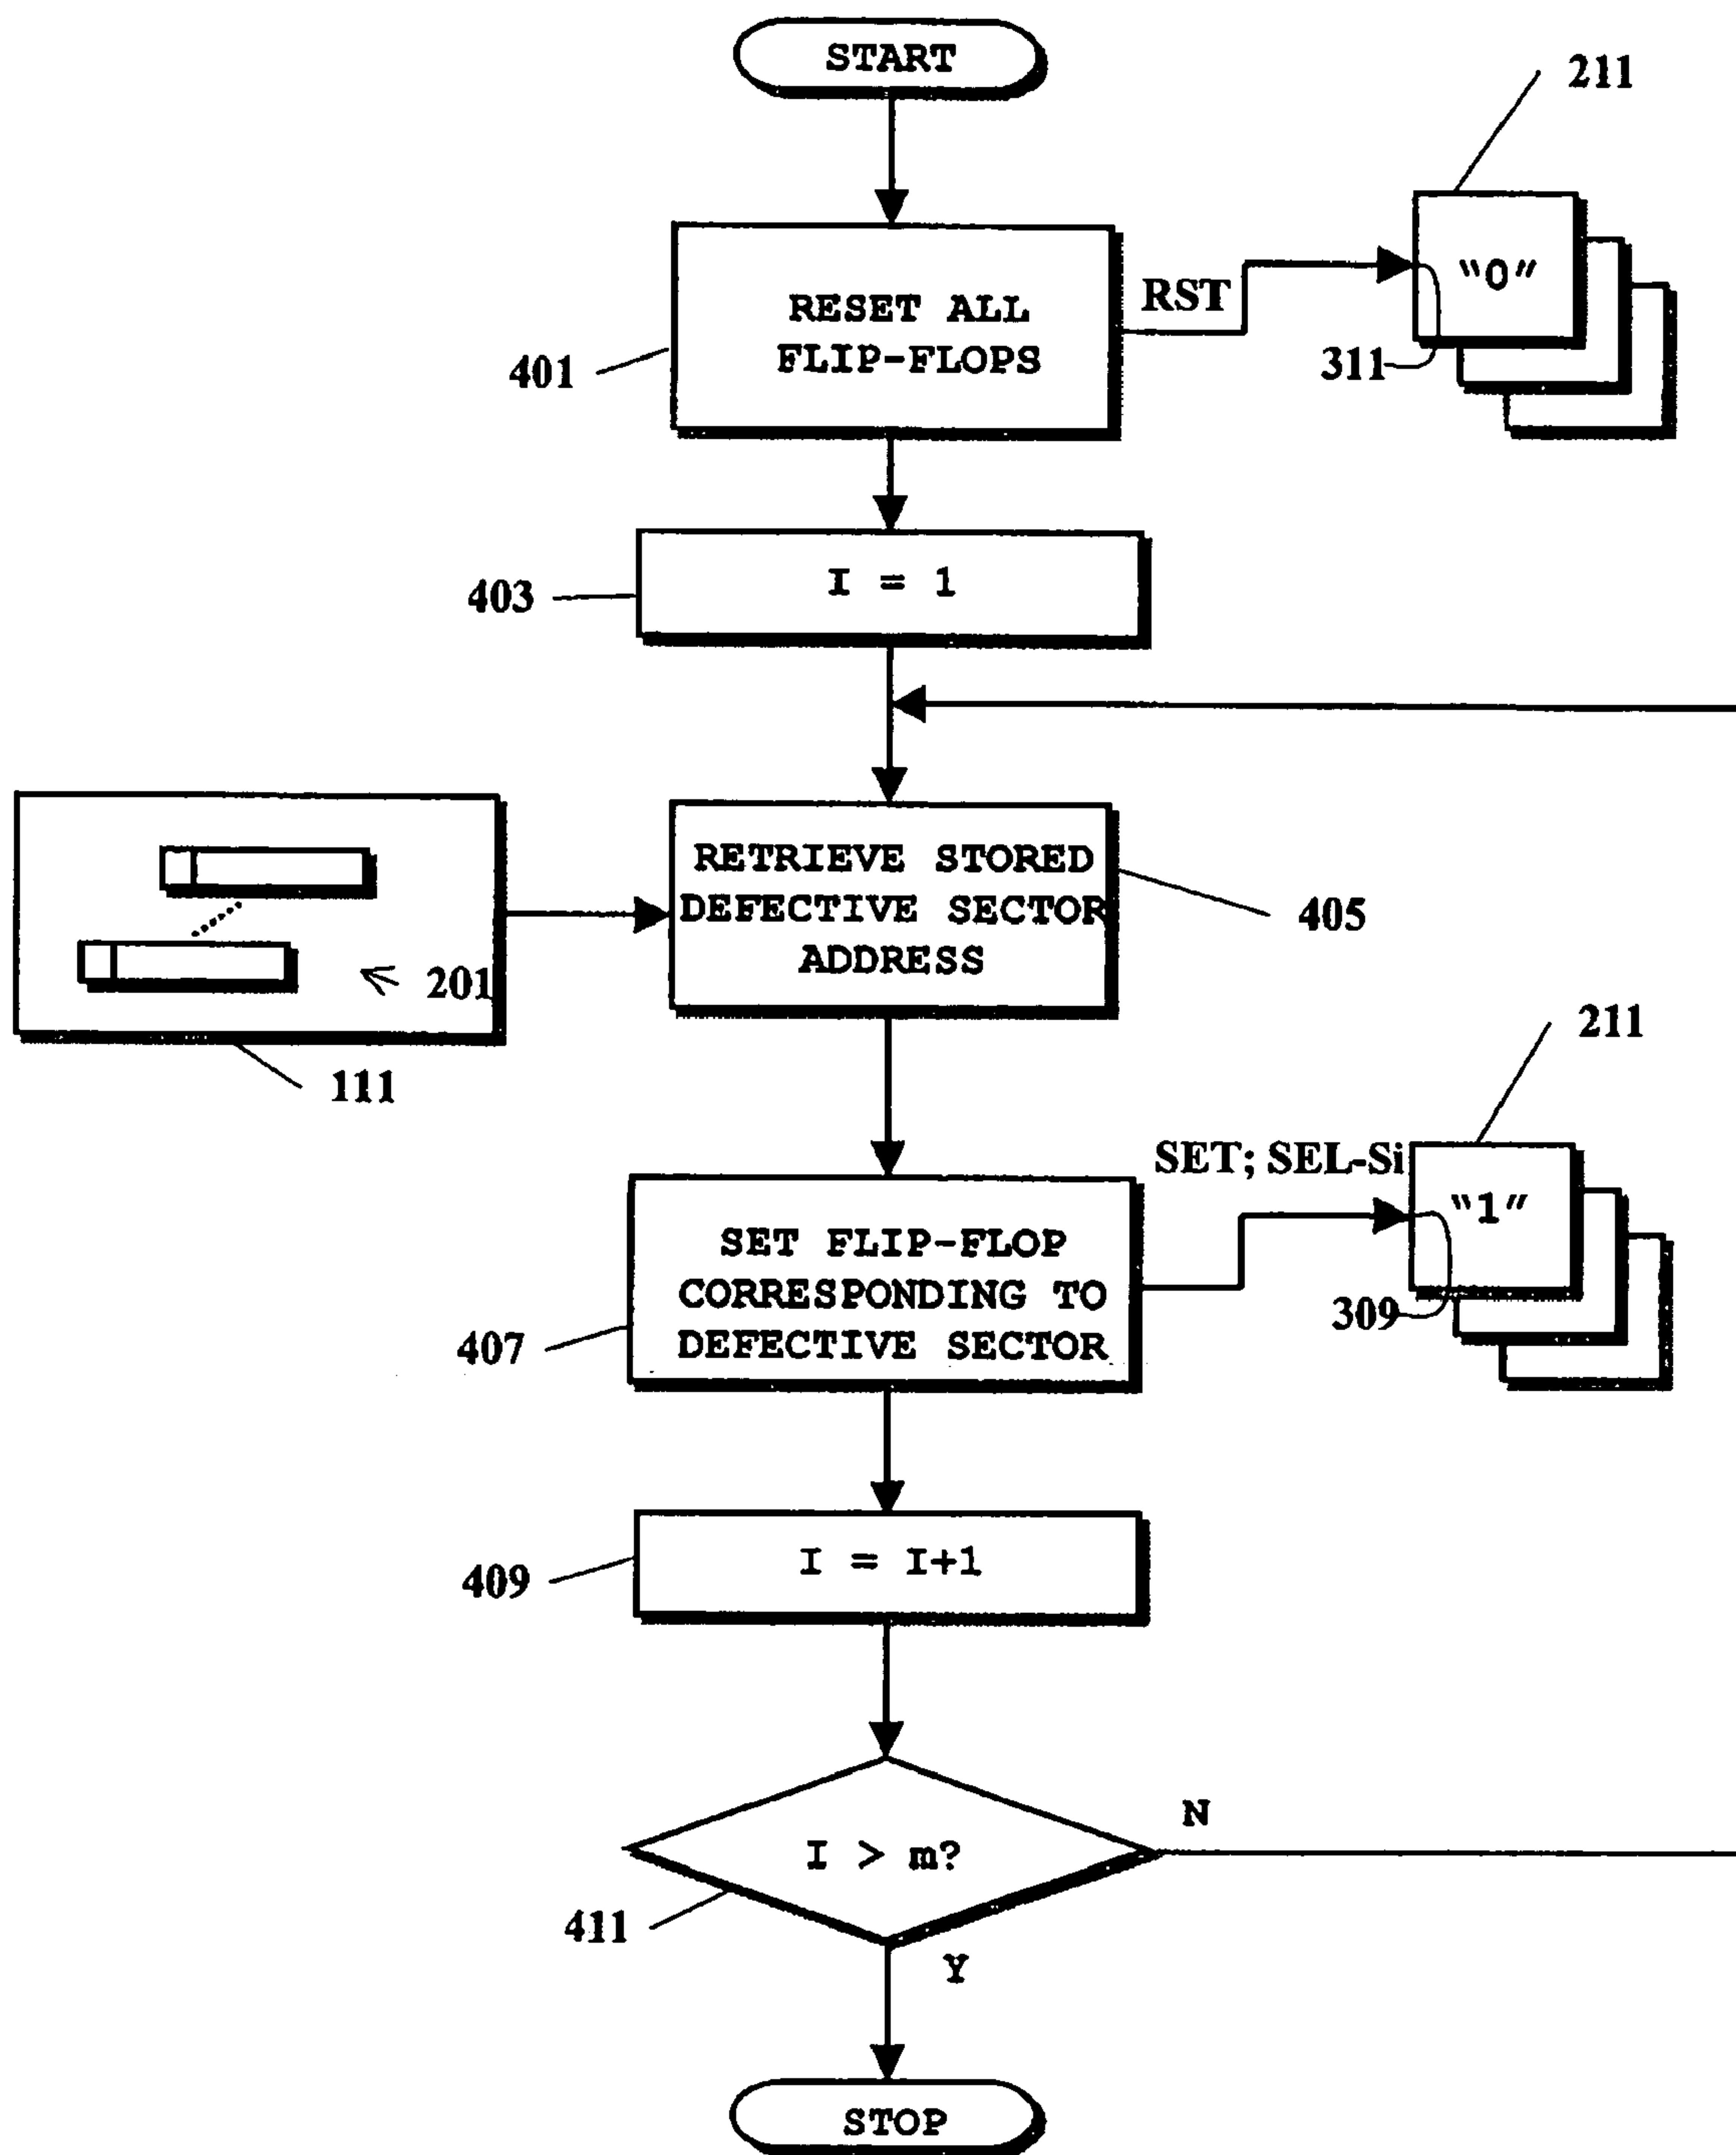 START
211
"0"
RESET ALL
FLIP-FLOPS
RST
401
311
I = 1
403
RETRIEVE STORED
DEFECTIVE SECTOR
ADDRESS
405
201
111
211
SET; SEL-Si
"1"
SET FLIP-FLOP
CORRESPONDING TO
DEFECTIVE SECTOR
309
407
I = I+1
409
I > m?
N
411
Y
STOP